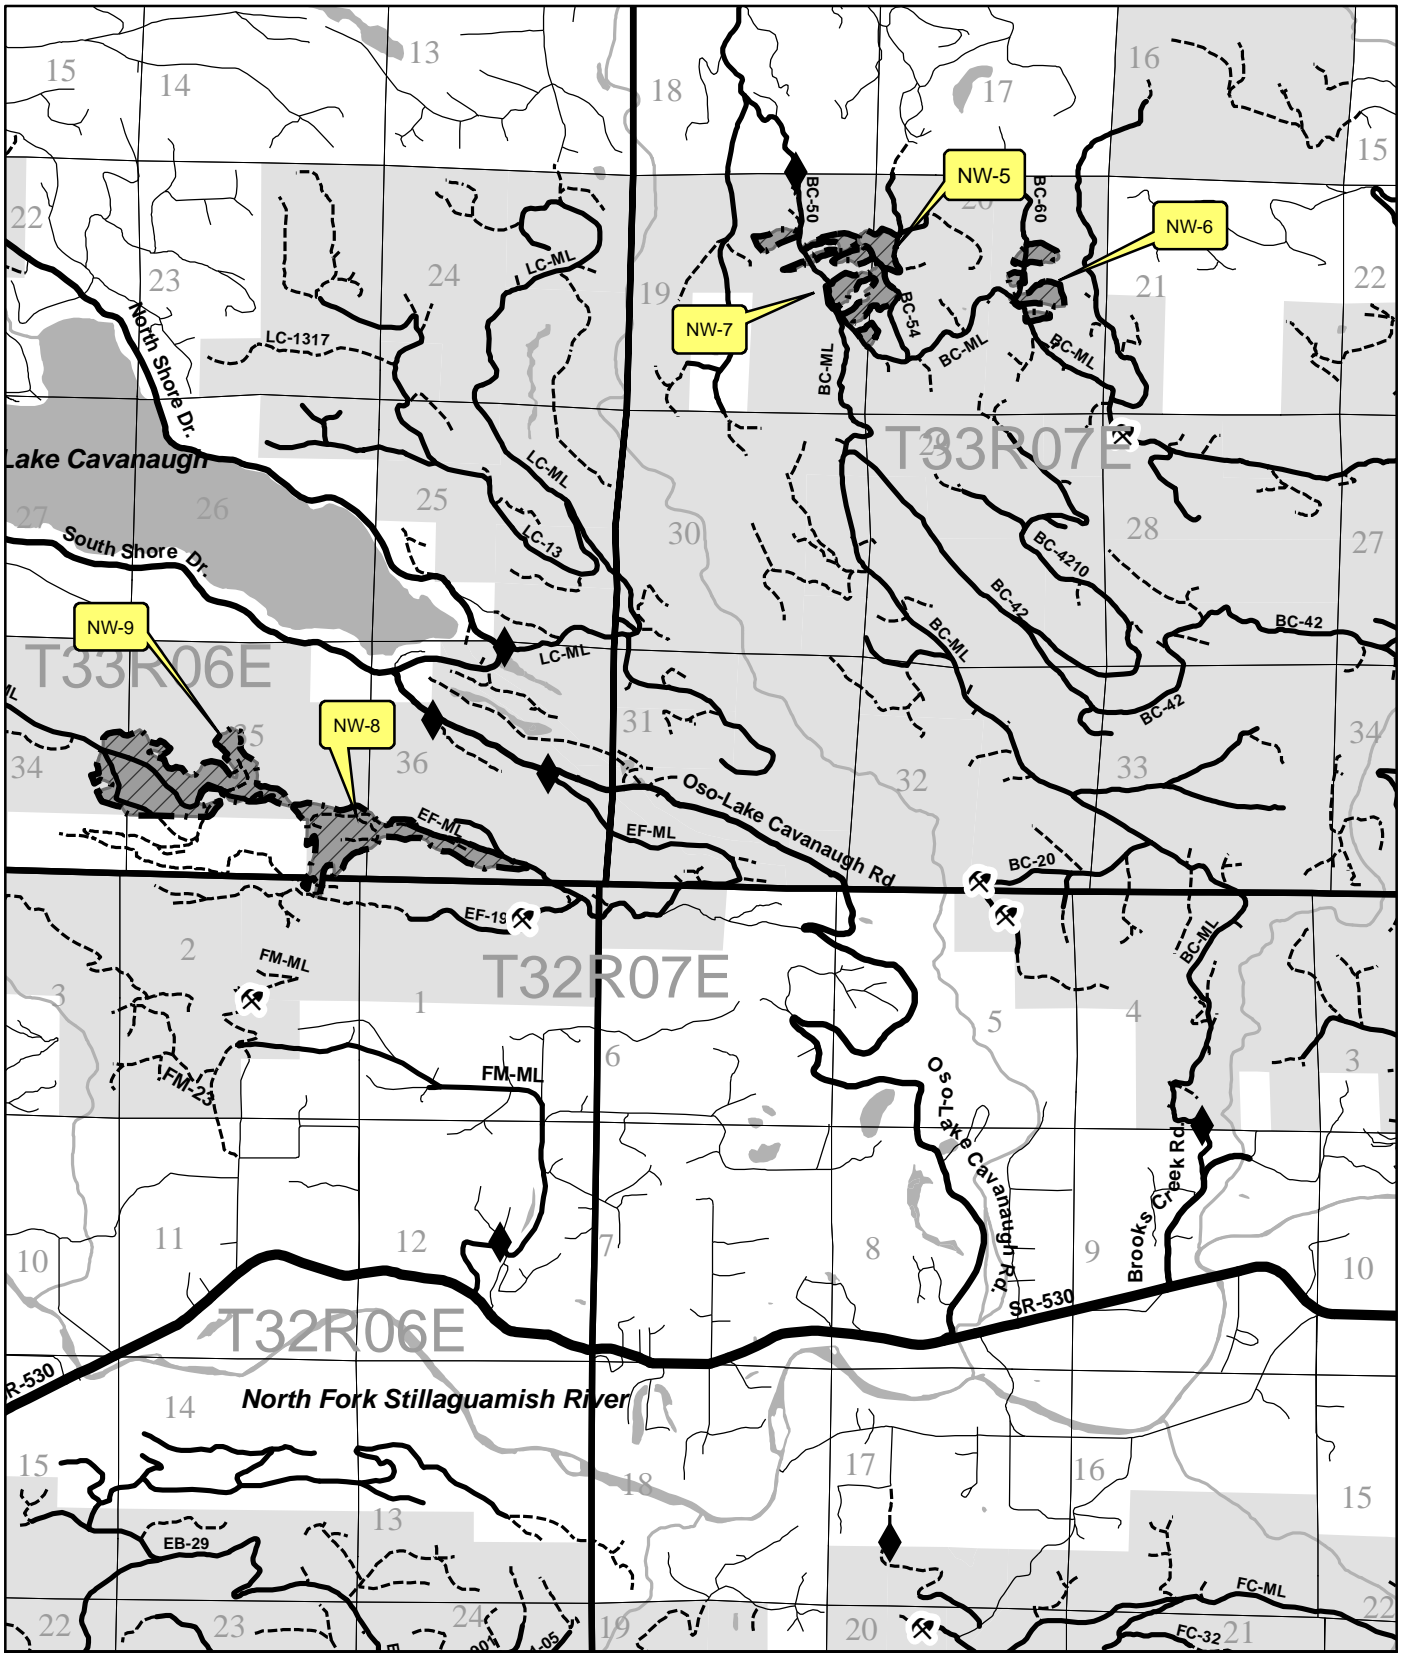 13
15
14
18
17
16
15
NW-5
20
BC-50
BC-60
NW-6
22
23
24
LC-ML
19
21
22
NW-7
BC-54
LC-1317
North Shore Dr.
BC-ML
BC-ML
BC-ML
Lake Cavanaugh
29
T33R07E
LC-ML
25
26
27
30
28
27
South Shore Dr.
LC-13
BC-4210
BC-42
NW-9
BC-ML
BC-42
LC-ML
T33R06E
ML
NW-8
35
36
31
BC-42
34
34
32
33
Oso-Lake Cavanaugh Rd
EF-ML
EF-ML
BC-20
EF-19
BC-ML
2
FM-ML
T32R07E
3
1
5
4
6
3
FM-ML
FM-23
Oso-Lake Cavanaugh Rd.
Brooks Creek Rd.
11
12
10
7
8
9
10
SR-530
T32R06E
R-530
North Fork Stillaguamish River
14
15
17
16
18
15
13
EB-29
FC-ML
22
23
24
19
20
FC-32
21
22